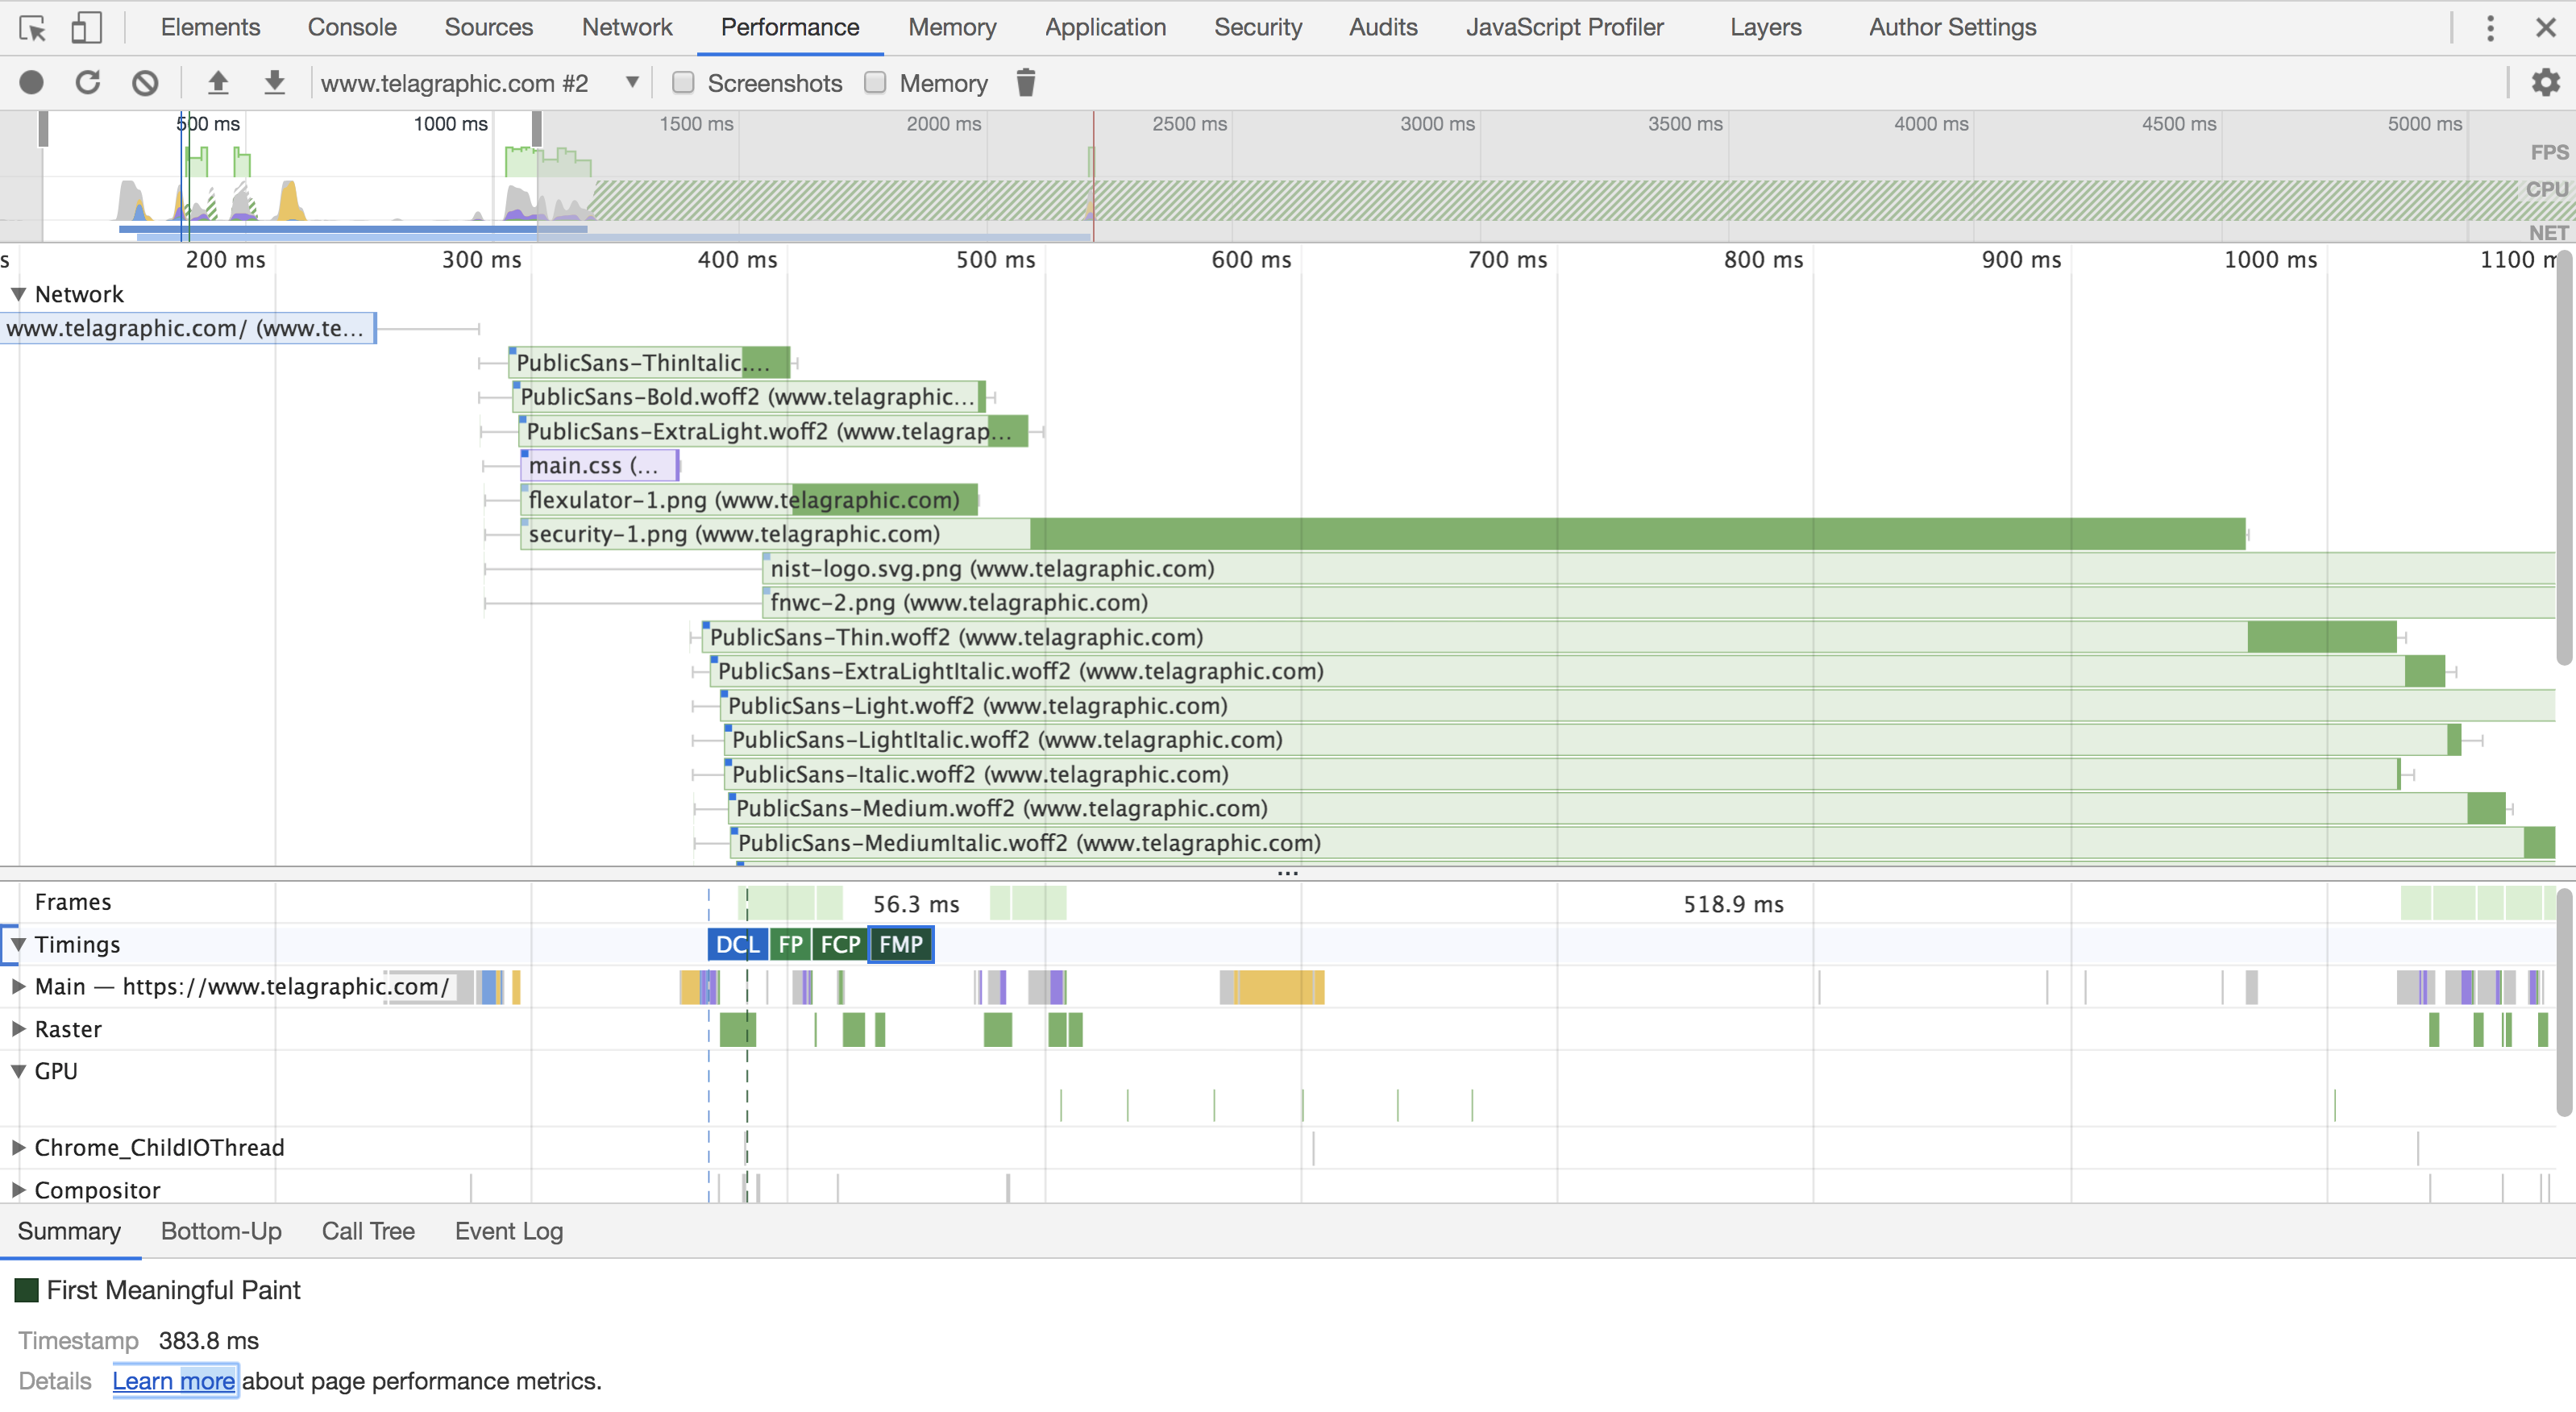 Elements Console Sources Network Performance Memory Application Security Audits JavaScript Profiler Layers Author Settings
www.telagraphic.com #2 Screenshots Memory
500 ms 1000 ms 1500 ms 2000 ms 2500 ms 3000 ms 3500 ms 4000 ms 4500 ms 5000 ms
FPS
CPU
NET
s 200 ms 300 ms 400 ms 500 ms 600 ms 700 ms 800 ms 900 ms 1000 ms 1100 m
Network
www.telagraphic.com/ (www.te...
PublicSans-ThinItalic....
PublicSans-Bold.woff2 (www.telagraphic...
PublicSans-ExtraLight.woff2 (www.telagrap...
main.css (...
flexulator-1.png (www.telagraphic.com)
security-1.png (www.telagraphic.com)
nist-logo.svg.png (www.telagraphic.com)
fnwc-2.png (www.telagraphic.com)
PublicSans-Thin.woff2 (www.telagraphic.com)
PublicSans-ExtraLightItalic.woff2 (www.telagraphic.com)
PublicSans-Light.woff2 (www.telagraphic.com)
PublicSans-LightItalic.woff2 (www.telagraphic.com)
PublicSans-Italic.woff2 (www.telagraphic.com)
PublicSans-Medium.woff2 (www.telagraphic.com)
PublicSans-MediumItalic.woff2 (www.telagraphic.com)
...
Frames 56.3 ms 518.9 ms
Timings DCL FP FCP FMP
Main — https://www.telagraphic.com/
Raster
GPU
Chrome_ChildIOThread
Compositor
Summary Bottom-Up Call Tree Event Log
First Meaningful Paint
Timestamp 383.8 ms
Details Learn more about page performance metrics.